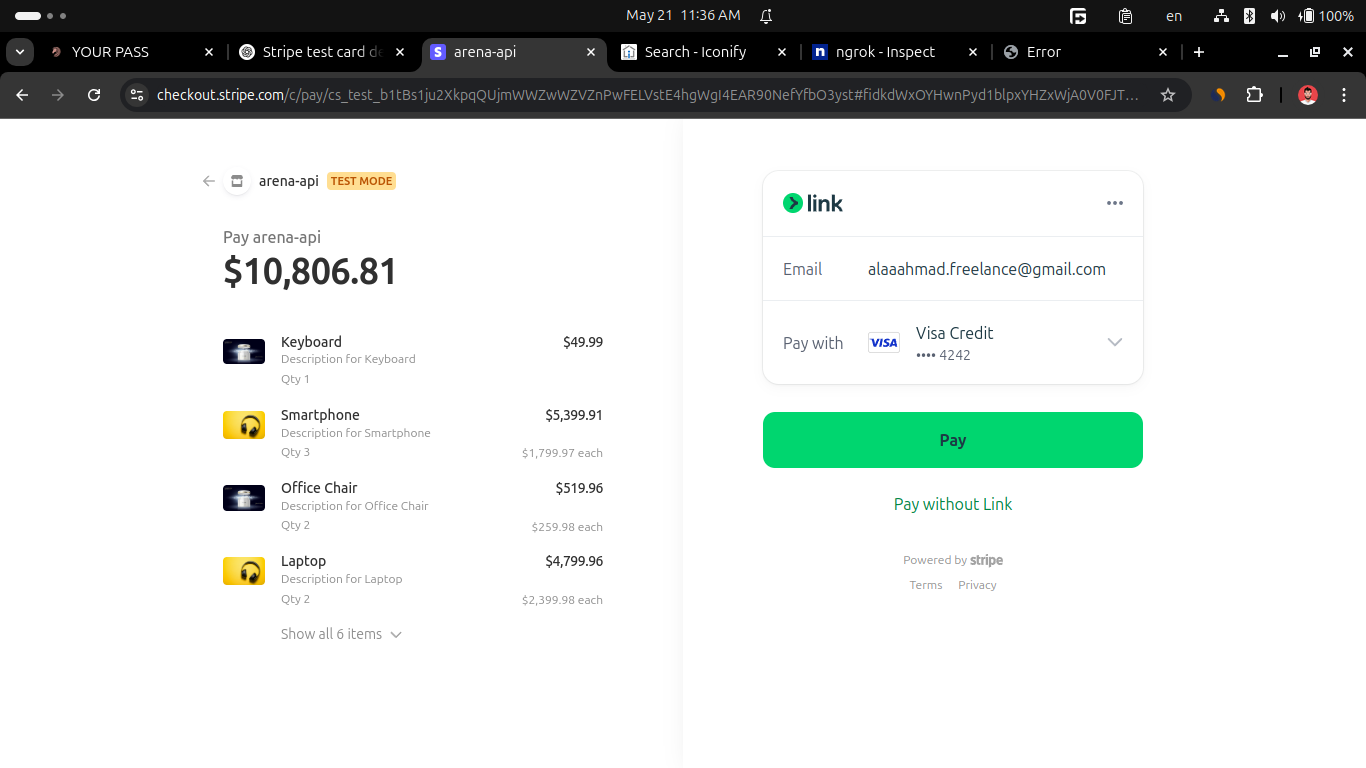 May 21 11:36 AM
en
100%
YOUR PASS
Stripe test card de
arena-api
Search - Iconify
ngrok - Inspect
Error
checkout.stripe.com/c/pay/cs_test_b1tBs1ju2XkpqQUjmWWZwWZVZnPwFELVstE4hgWgI4EAR90NefYfbO3yst#fidkdWxOYHwnPyd1blpxYHZxWjA0V0FJT...
arena-api TEST MODE
Pay arena-api
$10,806.81
Keyboard $49.99
Description for Keyboard
Qty 1
Smartphone $5,399.91
Description for Smartphone
Qty 3 $1,799.97 each
Office Chair $519.96
Description for Office Chair
Qty 2 $259.98 each
Laptop $4,799.96
Description for Laptop
Qty 2 $2,399.98 each
Show all 6 items
link
Email alaaahmad.freelance@gmail.com
Pay with VISA Visa Credit
•••• 4242
Pay
Pay without Link
Powered by stripe
Terms Privacy